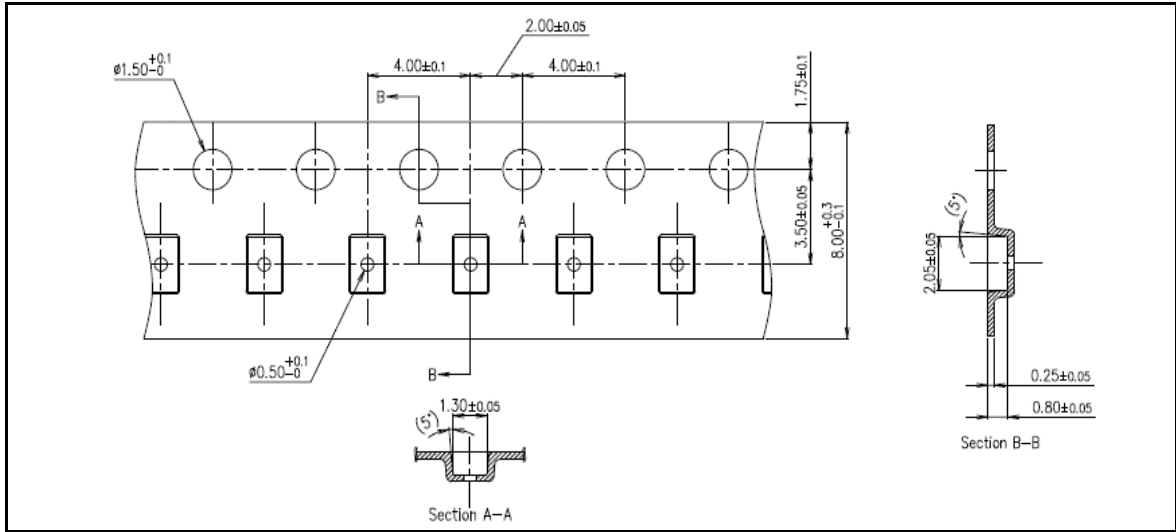 2.00±0.05
ø1.50 +0.1 -0
4.00±0.1
4.00±0.1
1.75±0.1
B
A
A
3.50±0.05
8.00 +0.3 -0.1
(5°)
2.05±0.05
ø0.50 +0.1 -0
B
1.30±0.05
(5°)
0.25±0.05
0.80±0.05
Section B-B
Section A-A